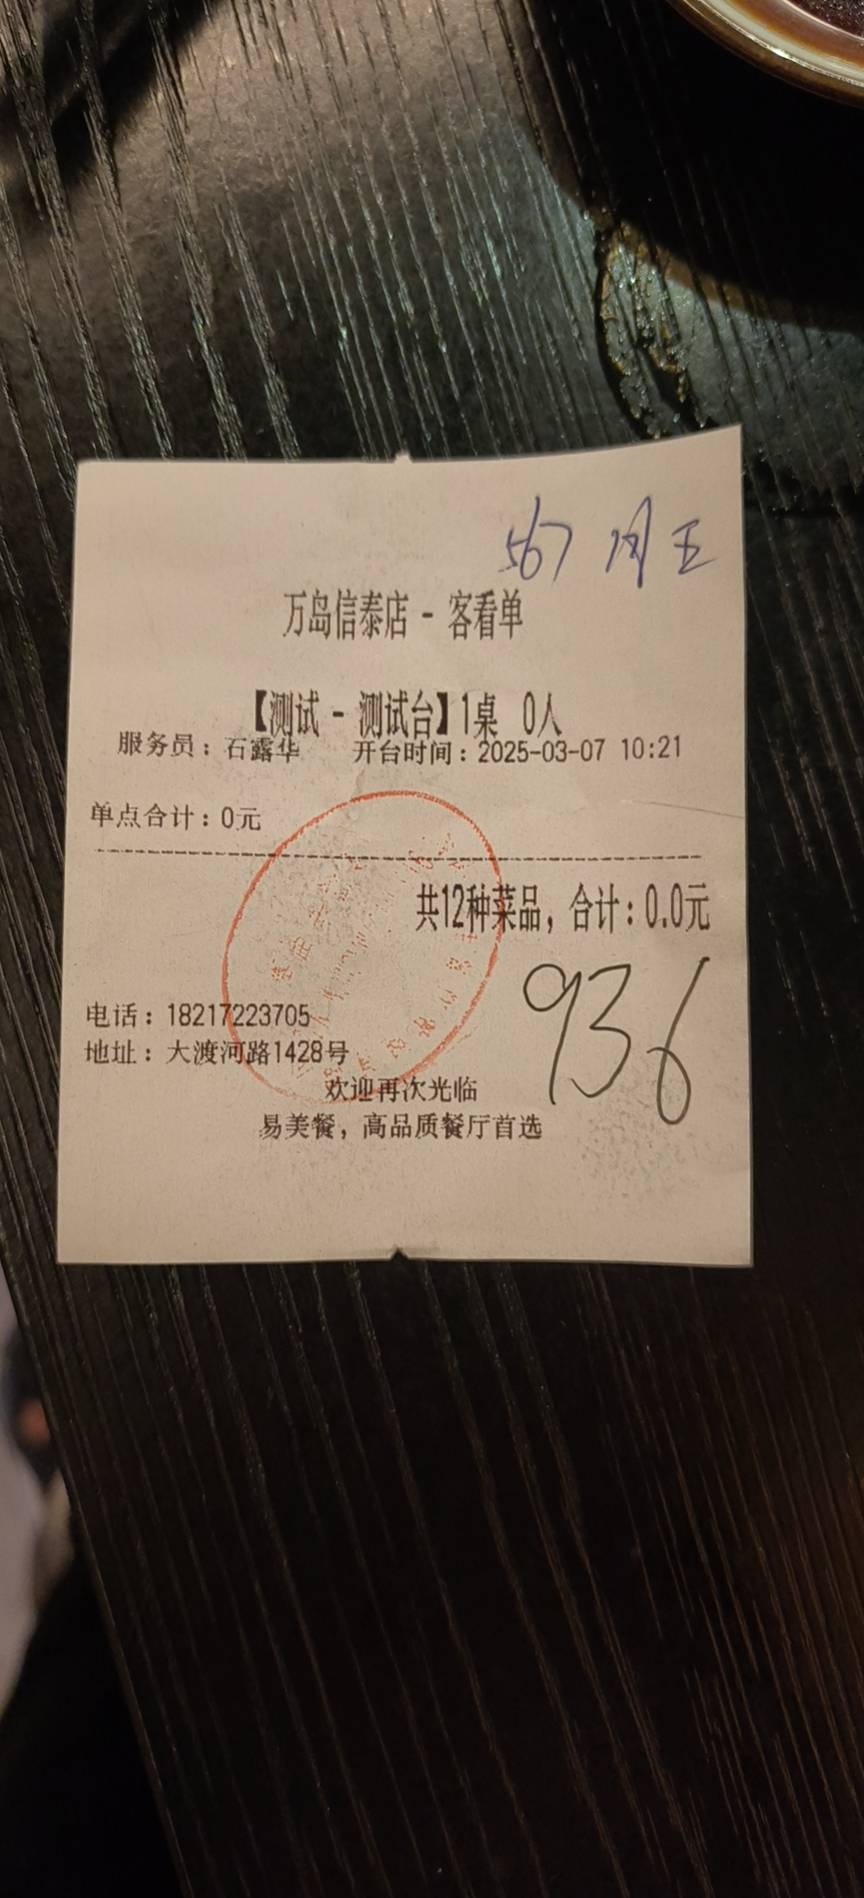 567 周五
万岛信泰店 - 客看单
【测试 - 测试台】1桌 0人
服务员：石露华 开台时间：2025-03-07 10:21
单点合计：0元
共12种菜品，合计：0.0元
936
电话：18217223705
地址：大渡河路1428号
欢迎再次光临
易美餐，高品质餐厅首选